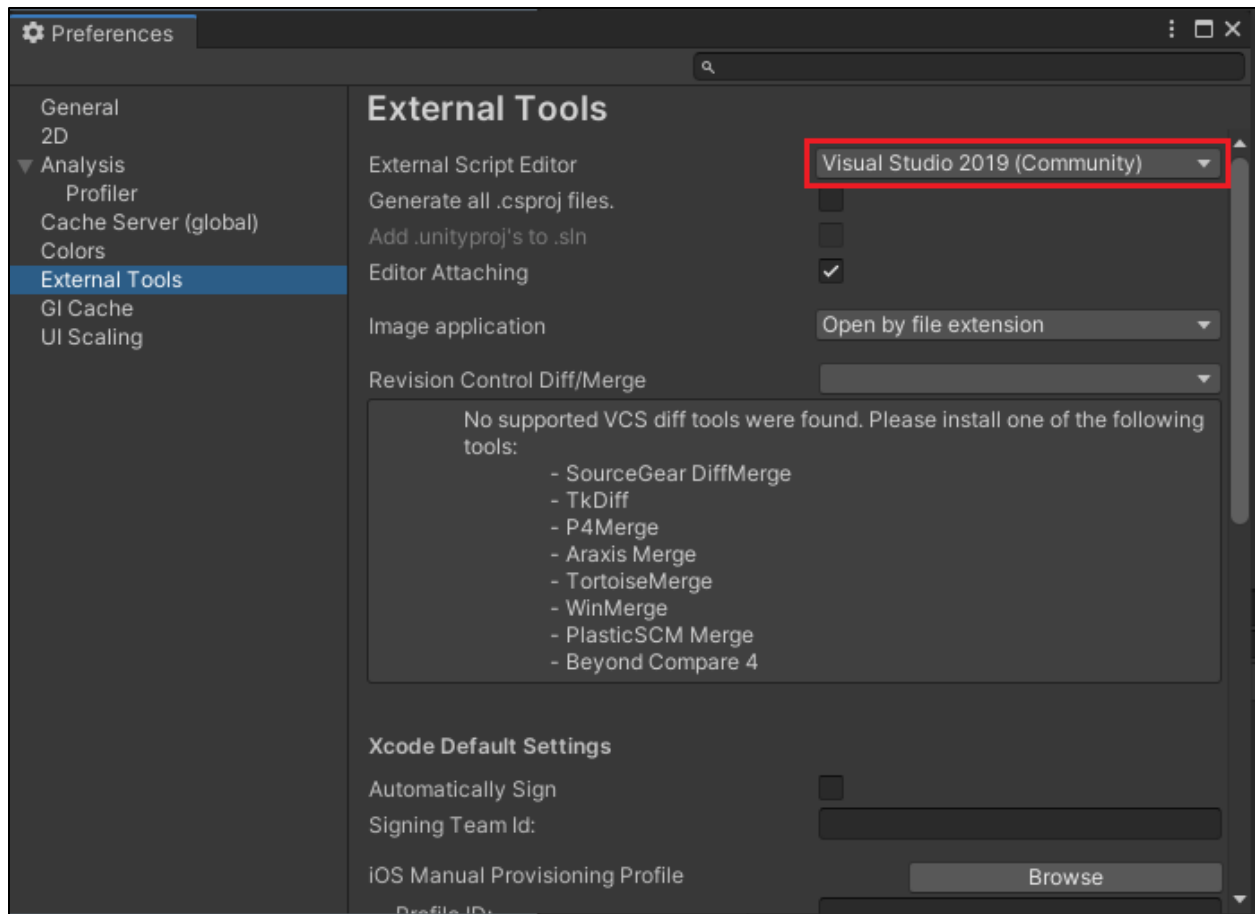 Preferences
General
2D
Analysis
Profiler
Cache Server (global)
Colors
External Tools
GI Cache
UI Scaling
External Tools
External Script Editor
Visual Studio 2019 (Community)
Generate all .csproj files.
Add .unityproj's to .sln
Editor Attaching
Image application
Open by file extension
Revision Control Diff/Merge
No supported VCS diff tools were found. Please install one of the following
tools:
- SourceGear DiffMerge
- TkDiff
- P4Merge
- Araxis Merge
- TortoiseMerge
- WinMerge
- PlasticSCM Merge
- Beyond Compare 4
Xcode Default Settings
Automatically Sign
Signing Team Id:
iOS Manual Provisioning Profile
Browse
Profile ID: